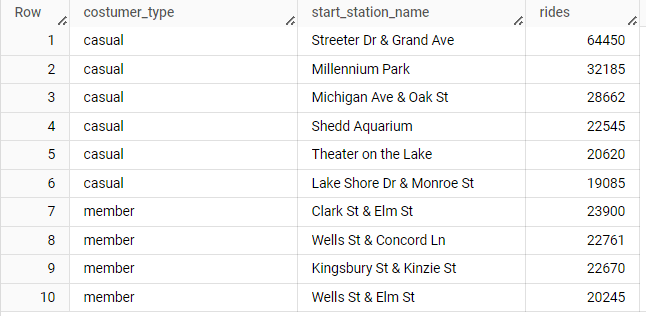 Row costumer_type start_station_name rides
1 casual Streeter Dr & Grand Ave 64450
2 casual Millennium Park 32185
3 casual Michigan Ave & Oak St 28662
4 casual Shedd Aquarium 22545
5 casual Theater on the Lake 20620
6 casual Lake Shore Dr & Monroe St 19085
7 member Clark St & Elm St 23900
8 member Wells St & Concord Ln 22761
9 member Kingsbury St & Kinzie St 22670
10 member Wells St & Elm St 20245